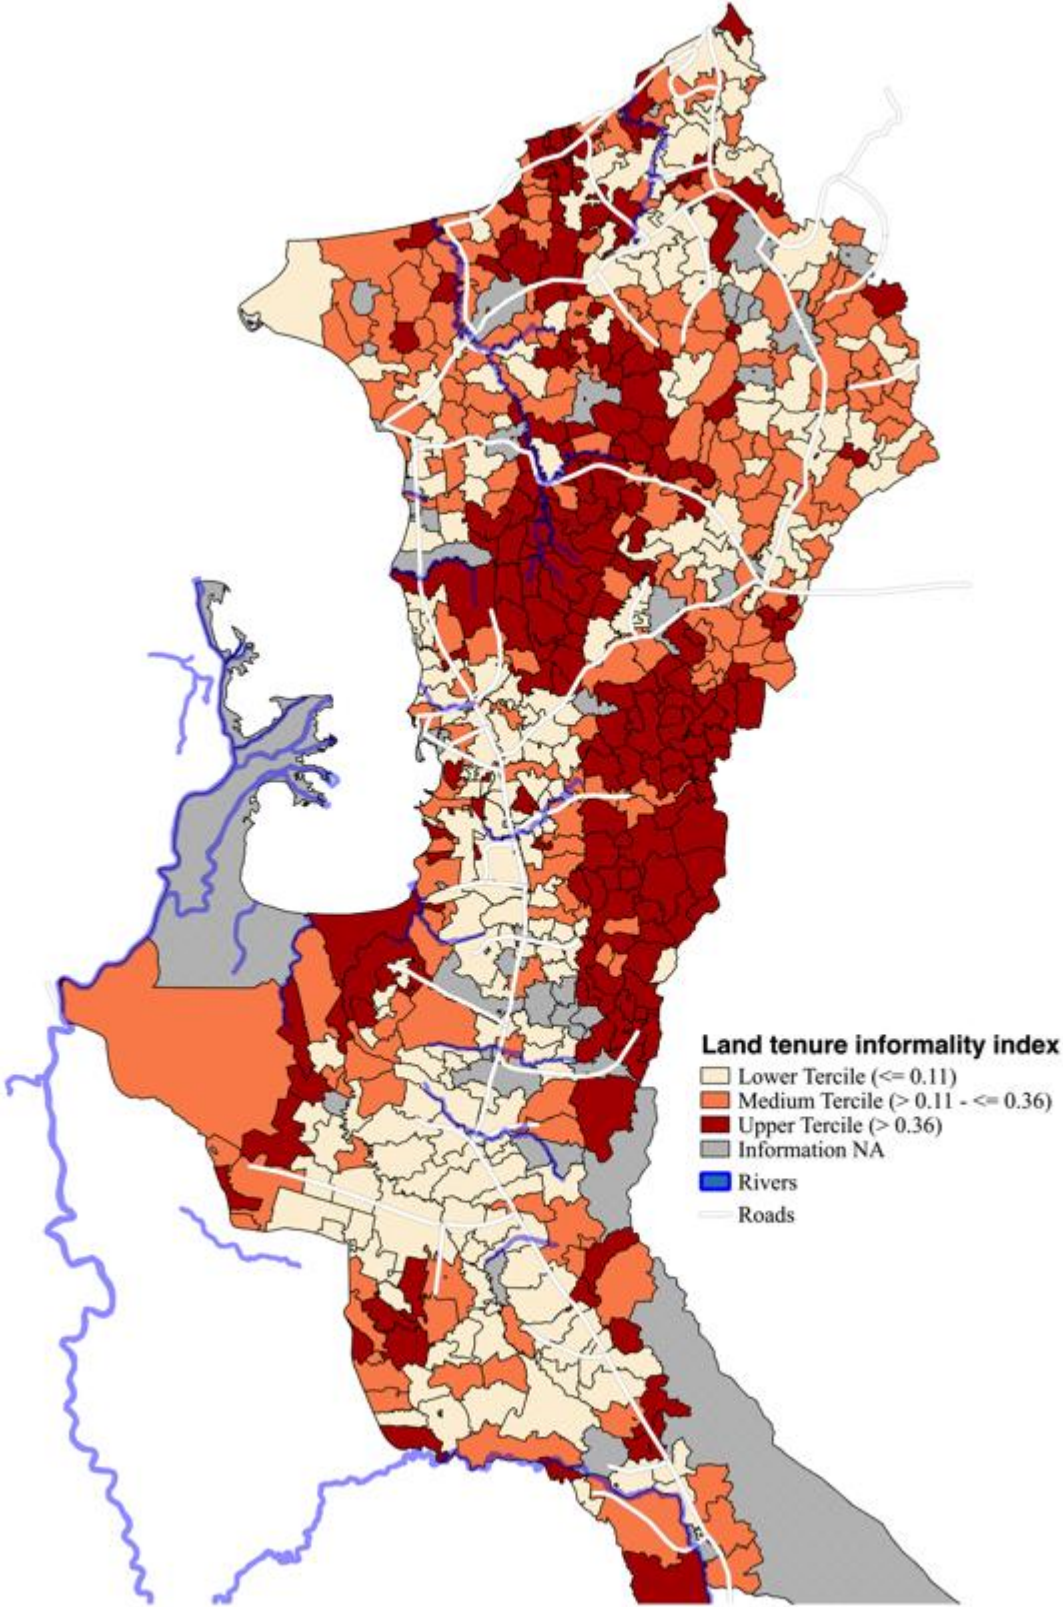 Land tenure informality index
Lower Tercile (<= 0.11)
Medium Tercile (> 0.11 - <= 0.36)
Upper Tercile (> 0.36)
Information NA
Rivers
Roads